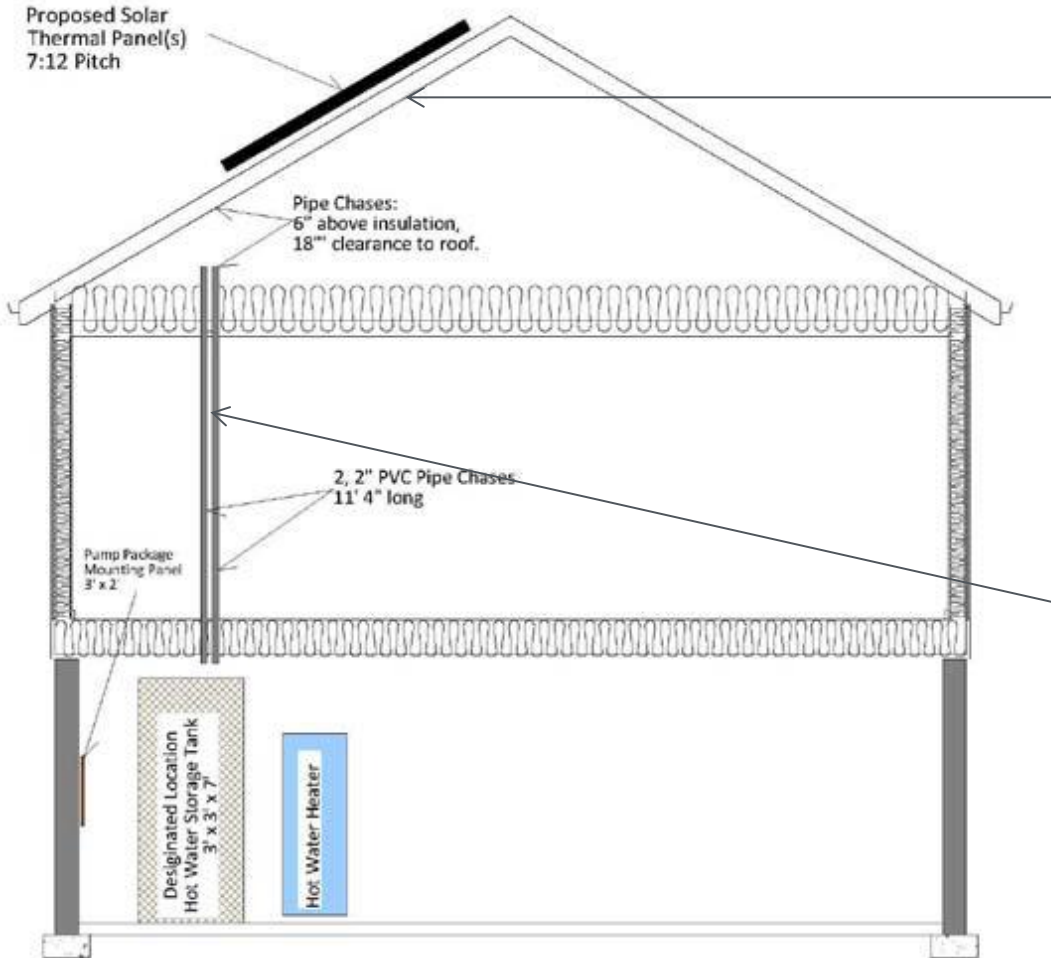 Proposed Solar
Thermal Panel(s)
7:12 Pitch
Pipe Chases:
6" above insulation,
18"" clearance to roof.
2, 2" PVC Pipe Chases
11' 4" long
Pump Package
Mounting Panel
3' x 2'
Desiginated Location
Hot Water Storage Tank
3' x 3' x 7'
Hot Water Heater